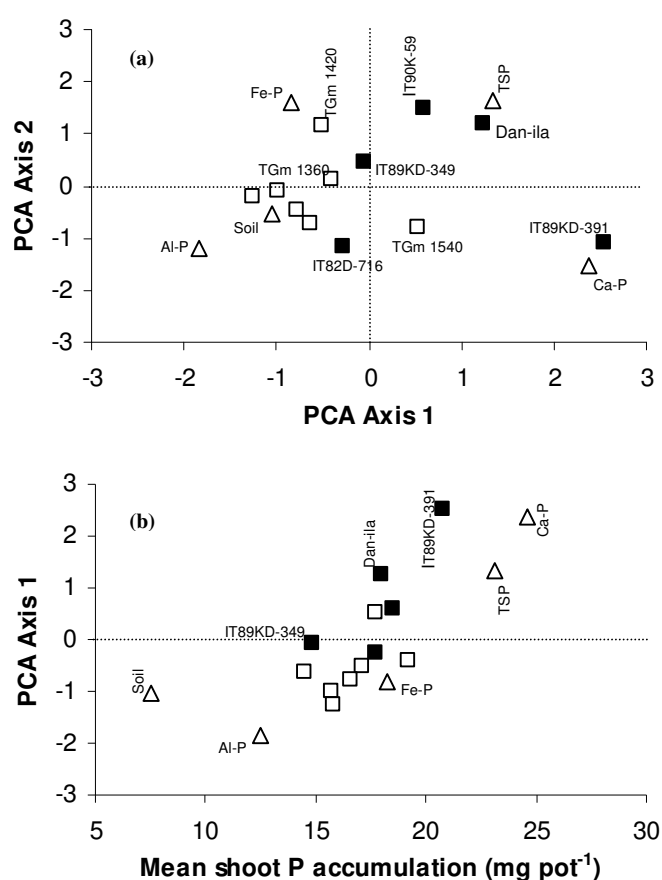 3
(a)
IT90K-59
TSP
Fe-P
TGm 1420
2
Dan-ila
1
PCA Axis 2
TGm 1360
IT89KD-349
0
Soil
IT89KD-391
-1
Al-P
IT82D-716
TGm 1540
Ca-P
-2
-3
-3 -2 -1 0 1 2 3
PCA Axis 1
3
(b)
IT89KD-391
Ca-P
2
Dan-ila
TSP
1
PCA Axis 1
IT89KD-349
0
Soil
Fe-P
-1
Al-P
-2
-3
5 10 15 20 25 30
Mean shoot P accumulation (mg pot⁻¹)